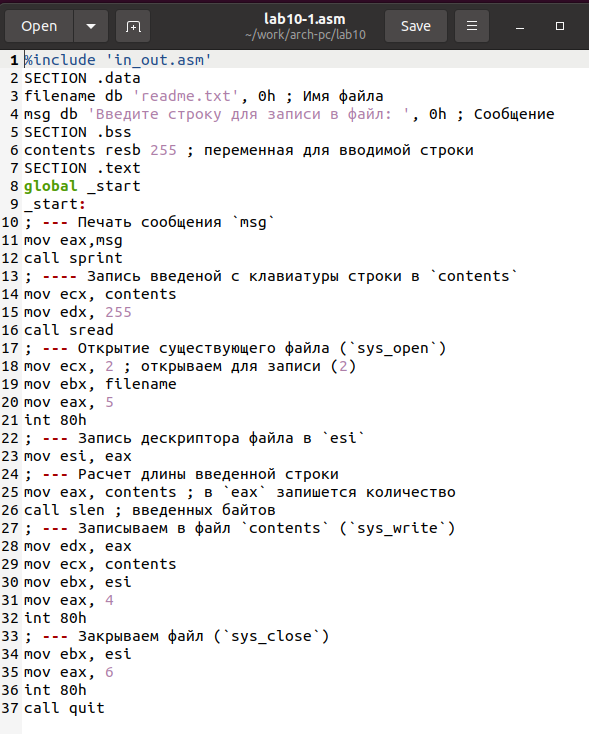 Open
lab10-1.asm
~/work/arch-pc/lab10
Save
1 %include 'in_out.asm'
2 SECTION .data
3 filename db 'readme.txt', 0h ; Имя файла
4 msg db 'Введите строку для записи в файл: ', 0h ; Сообщение
5 SECTION .bss
6 contents resb 255 ; переменная для вводимой строки
7 SECTION .text
8 global _start
9 _start:
10 ; --- Печать сообщения `msg`
11 mov eax,msg
12 call sprint
13 ; ---- Запись введеной с клавиатуры строки в `contents`
14 mov ecx, contents
15 mov edx, 255
16 call sread
17 ; --- Открытие существующего файла (`sys_open`)
18 mov ecx, 2 ; открываем для записи (2)
19 mov ebx, filename
20 mov eax, 5
21 int 80h
22 ; --- Запись дескриптора файла в `esi`
23 mov esi, eax
24 ; --- Расчет длины введенной строки
25 mov eax, contents ; в `eax` запишется количество
26 call slen ; введенных байтов
27 ; --- Записываем в файл `contents` (`sys_write`)
28 mov edx, eax
29 mov ecx, contents
30 mov ebx, esi
31 mov eax, 4
32 int 80h
33 ; --- Закрываем файл (`sys_close`)
34 mov ebx, esi
35 mov eax, 6
36 int 80h
37 call quit